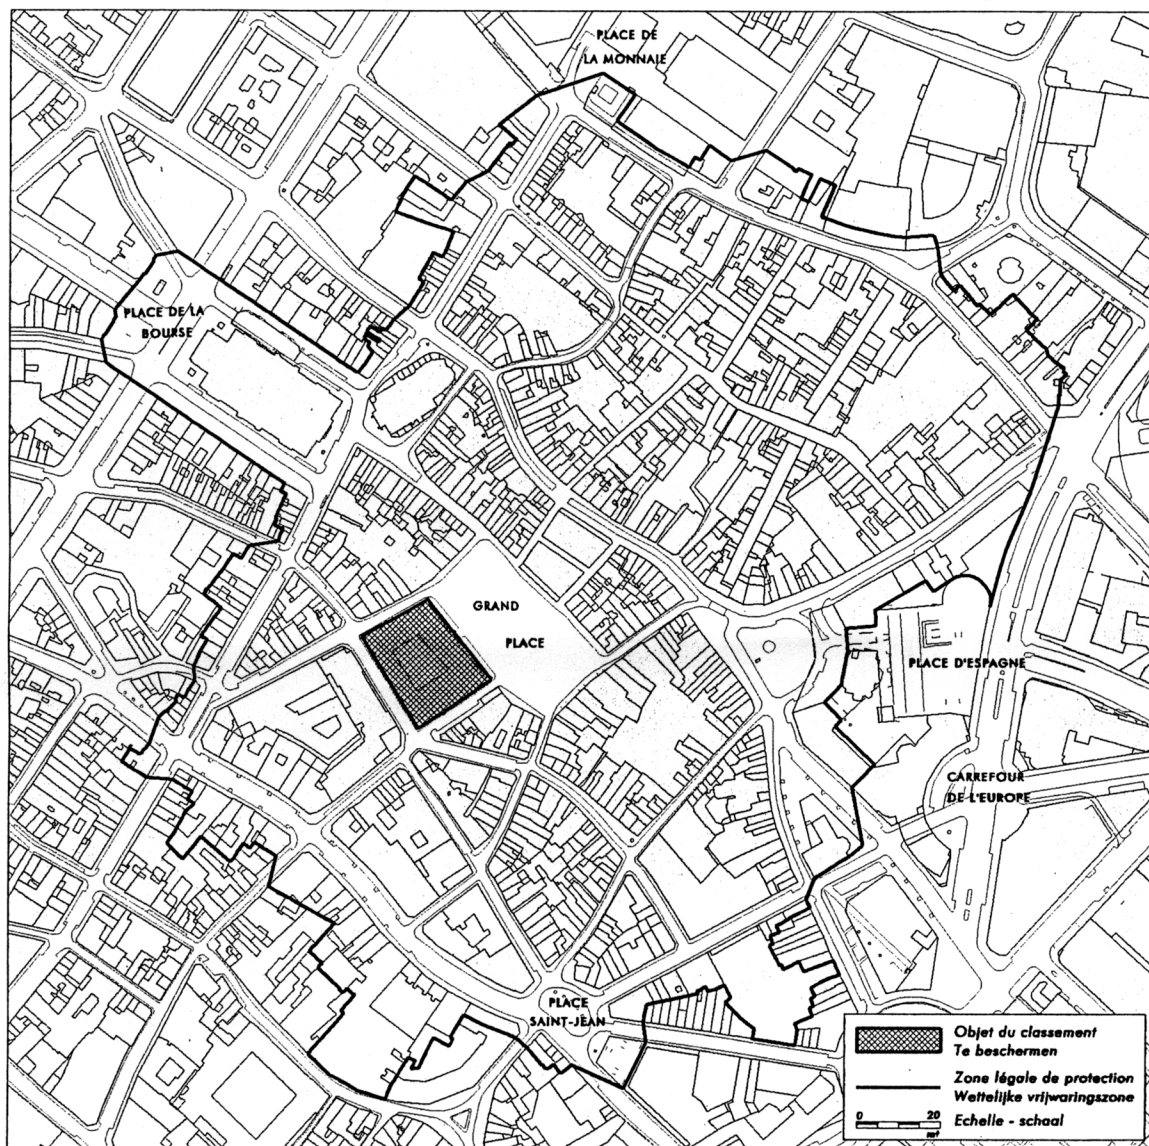 PLACE DE
LA MONNAIE
PLACE DE LA
BOURSE
GRAND
PLACE
PLACE D'ESPAGNE
CARREFOUR
DE L'EUROPE
PLACE
SAINT-JEAN
Objet du classement
Te beschermen
Zone légale de protection
Wettelijke vrijwaringszone
0 20
mt
Echelle - schaal